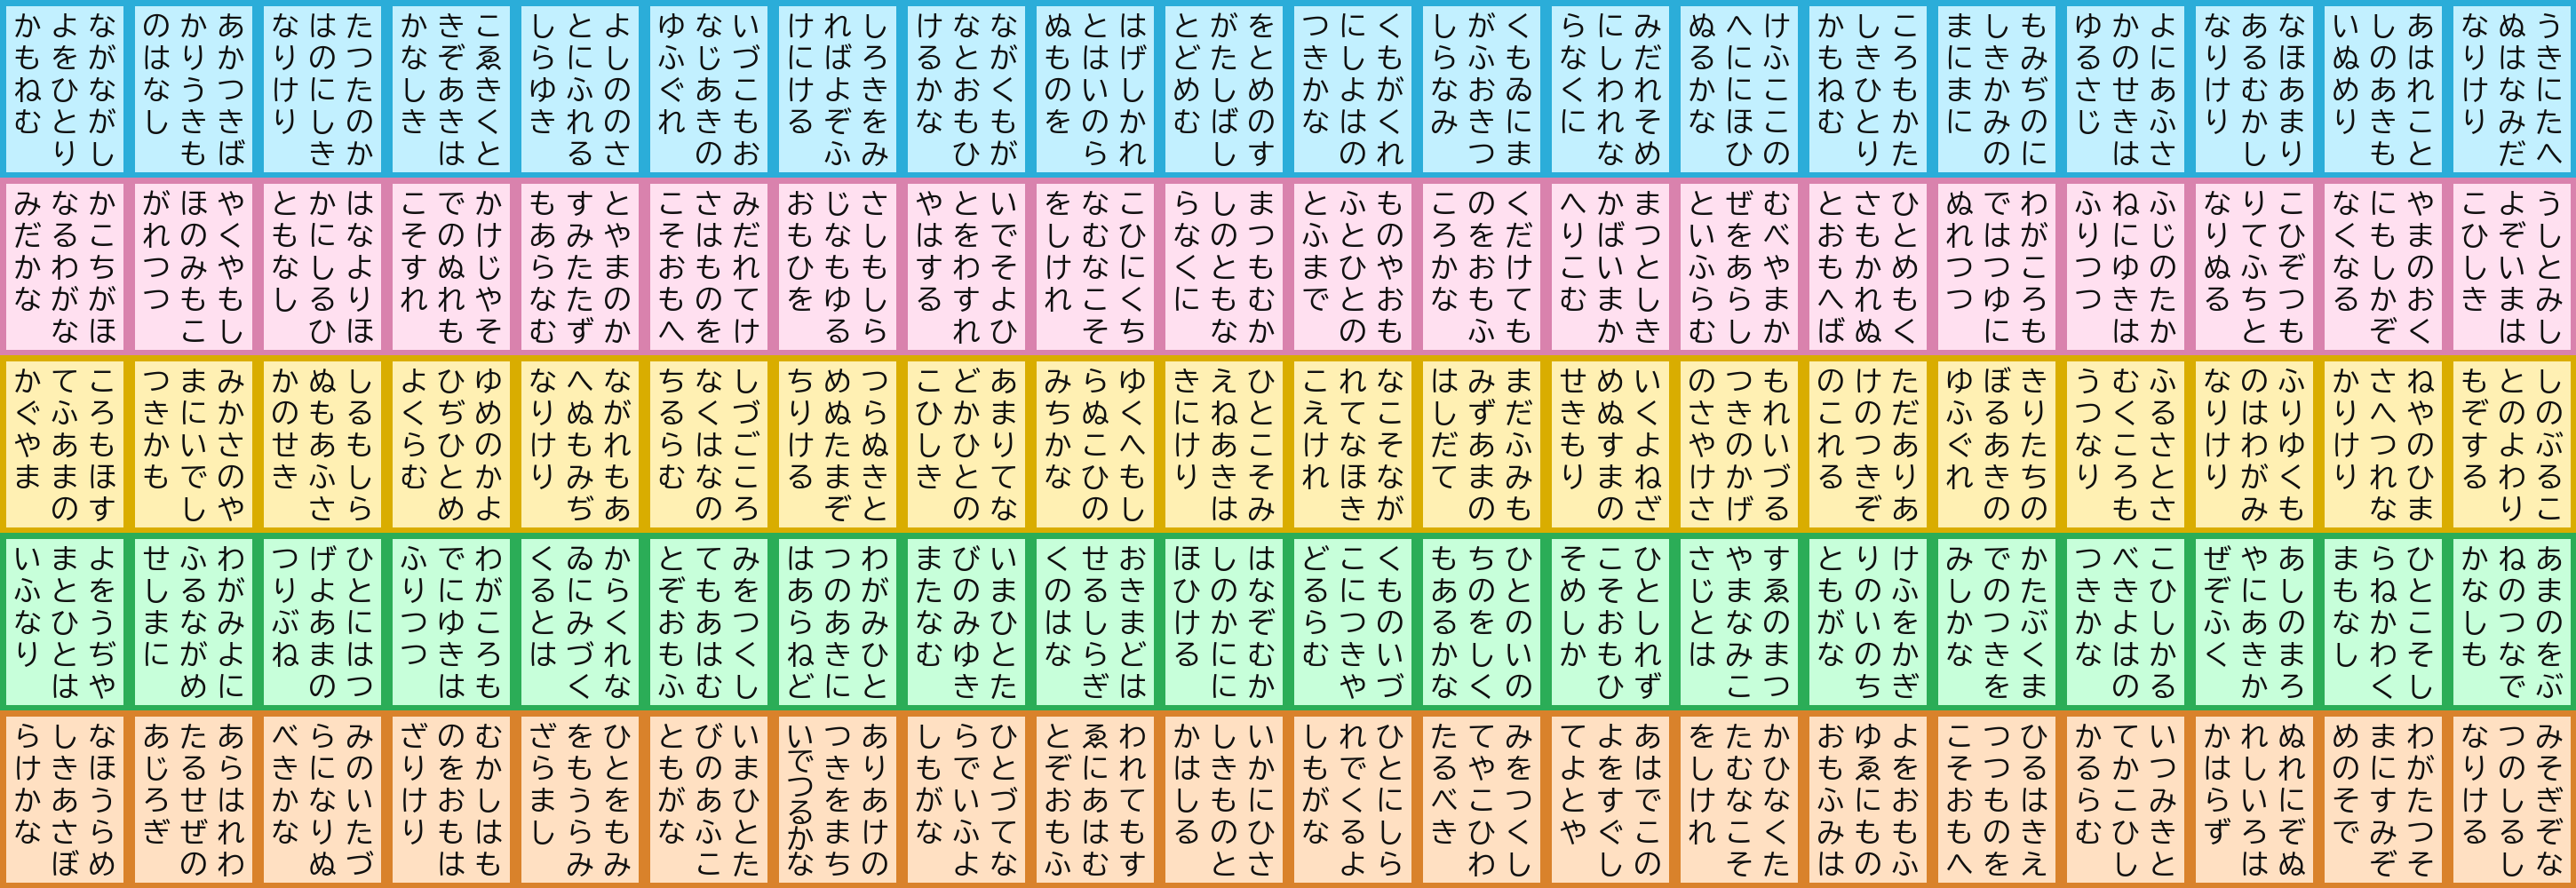 ながながし
よをひとり
かもねむ
あかつきば
かりうきも
のはなし
たつたのか
はのにしき
なりけり
こゑきくと
きぞあきは
かなしき
よしののさ
とにふれる
しらゆき
いづこもお
なじあきの
ゆふぐれ
しろきをみ
ればよぞふ
けにける
ながくもが
なとおもひ
けるかな
はげしかれ
とはいのら
ぬものを
をとめのす
がたしばし
とどめむ
くもがくれ
にしよはの
つきかな
くもゐにま
がふおきつ
しらなみ
みだれそめ
にしわれな
らなくに
けふここの
へににほひ
ぬるかな
ころもかた
しきひとり
かもねむ
もみぢのに
しきかみの
まにまに
よにあふさ
かのせきは
ゆるさじ
なほあまり
あるむかし
なりけり
あはれこと
しのあきも
いぬめり
うきにたへ
ぬはなみだ
なりけり
かこちがほ
なるわがな
みだかな
やくやもし
ほのみもこ
がれつつ
はなよりほ
かにしるひ
ともなし
かけじやそ
でのぬれも
こそすれ
とやまのか
すみたたず
もあらなむ
みだれてけ
さはものを
こそおもへ
さしもしら
じなもゆる
おもひを
いでそよひ
とをわすれ
やはする
こひにくち
なむなこそ
をしけれ
まつもむか
しのともな
らなくに
ものやおも
ふとひとの
とふまで
くだけても
のをおもふ
ころかな
まつとしき
かばいまか
へりこむ
むべやまか
ぜをあらし
といふらむ
ひとめもく
さもかれぬ
とおもへば
わがころも
ではつゆに
ぬれつつ
ふじのたか
ねにゆきは
ふりつつ
こひぞつも
りてふちと
なりぬる
やまのおく
にもしかぞ
なくなる
うしとみし
よぞいまは
こひしき
ころもほす
てふあまの
かぐやま
みかさのや
まにいでし
つきかも
しるもしら
ぬもあふさ
かのせき
ゆめのかよ
ひぢひとめ
よくらむ
ながれもあ
へぬもみぢ
なりけり
しづごころ
なくはなの
ちるらむ
つらぬきと
めぬたまぞ
ちりける
あまりてな
どかひとの
こひしき
ゆくへもし
らぬこひの
みちかな
ひとこそみ
えねあきは
きにけり
なこそなが
れてなほき
こえけれ
まだふみも
みずあまの
はしだて
いくよねざ
めぬすまの
せきもり
もれいづる
つきのかげ
のさやけさ
ただありあ
けのつきぞ
のこれる
きりたちの
ぼるあきの
ゆふぐれ
ふるさとさ
むくころも
うつなり
ふりゆくも
のはわがみ
なりけり
ねやのひま
さへつれな
かりけり
しのぶるこ
とのよわり
もぞする
よをうぢや
まとひとは
いふなり
わがみよに
ふるながめ
せしまに
ひとにはつ
げよあまの
つりぶね
わがころも
でにゆきは
ふりつつ
からくれな
ゐにみづく
くるとは
みをつくし
てもあはむ
とぞおもふ
わがみひと
つのあきに
はあらねど
いまひとた
びのみゆき
またなむ
おきまどは
せるしらぎ
くのはな
はなぞむか
しのかにに
ほひける
くものいづ
こにつきや
どるらむ
ひとのいの
ちのをしく
もあるかな
ひとしれず
こそおもひ
そめしか
すゑのまつ
やまなみこ
さじとは
けふをかぎ
りのいのち
ともがな
かたぶくま
でのつきを
みしかな
こひしかる
べきよはの
つきかな
あしのまろ
やにあきか
ぜぞふく
ひとこそし
らねかわく
まもなし
あまのをぶ
ねのつなで
かなしも
なほうらめ
しきあさぼ
らけかな
あらはれわ
たるせぜの
あじろぎ
みのいたづ
らになりぬ
べきかな
むかしはも
のをおもは
ざりけり
ひとをもみ
をもうらみ
ざらまし
いまひとた
びのあふこ
ともがな
ありあけの
つきをまち
いでつるかな
ひとづてな
らでいふよ
しもがな
われてもす
ゑにあはむ
とぞおもふ
いかにひさ
しきものと
かはしる
ひとにしら
れでくるよ
しもがな
みをつくし
てやこひわ
たるべき
あはでこの
よをすぐし
てよとや
かひなくた
たむなこそ
をしけれ
よをおもふ
ゆゑにもの
おもふみは
ひるはきえ
つつものを
こそおもへ
いつみきと
てかこひし
かるらむ
ぬれにぞぬ
れしいろは
かはらず
わがたつそ
まにすみぞ
めのそで
みそぎぞな
つのしるし
なりける